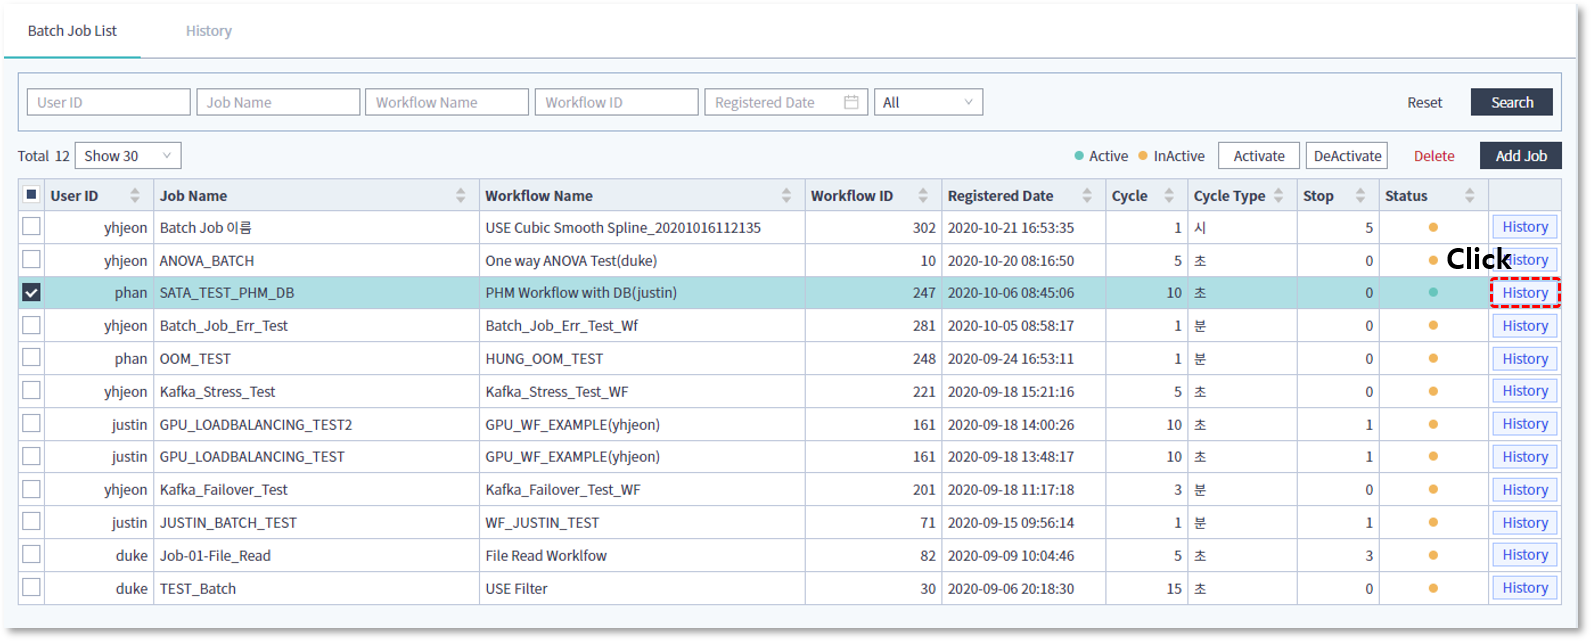 Batch Job List History
User ID Job Name Workflow Name Workflow ID Registered Date All Reset Search
Total 12 Show 30 Active InActive Activate DeActivate Delete Add Job
User ID Job Name Workflow Name Workflow ID Registered Date Cycle Cycle Type Stop Status
yhjeon Batch Job 이름 USE Cubic Smooth Spline_20201016112135 302 2020-10-21 16:53:35 1 시 5 History
yhjeon ANOVA_BATCH One way ANOVA Test(duke) 10 2020-10-20 08:16:50 5 초 0 Click History
phan SATA_TEST_PHM_DB PHM Workflow with DB(justin) 247 2020-10-06 08:45:06 10 초 0 History
yhjeon Batch_Job_Err_Test Batch_Job_Err_Test_Wf 281 2020-10-05 08:58:17 1 분 0 History
phan OOM_TEST HUNG_OOM_TEST 248 2020-09-24 16:53:11 1 분 0 History
yhjeon Kafka_Stress_Test Kafka_Stress_Test_WF 221 2020-09-18 15:21:16 5 초 0 History
justin GPU_LOADBALANCING_TEST2 GPU_WF_EXAMPLE(yhjeon) 161 2020-09-18 14:00:26 10 초 1 History
justin GPU_LOADBALANCING_TEST GPU_WF_EXAMPLE(yhjeon) 161 2020-09-18 13:48:17 10 초 1 History
yhjeon Kafka_Failover_Test Kafka_Failover_Test_WF 201 2020-09-18 11:17:18 3 분 0 History
justin JUSTIN_BATCH_TEST WF_JUSTIN_TEST 71 2020-09-15 09:56:14 1 분 1 History
duke Job-01-File_Read File Read Worklfow 82 2020-09-09 10:04:46 5 초 3 History
duke TEST_Batch USE Filter 30 2020-09-06 20:18:30 15 초 0 History